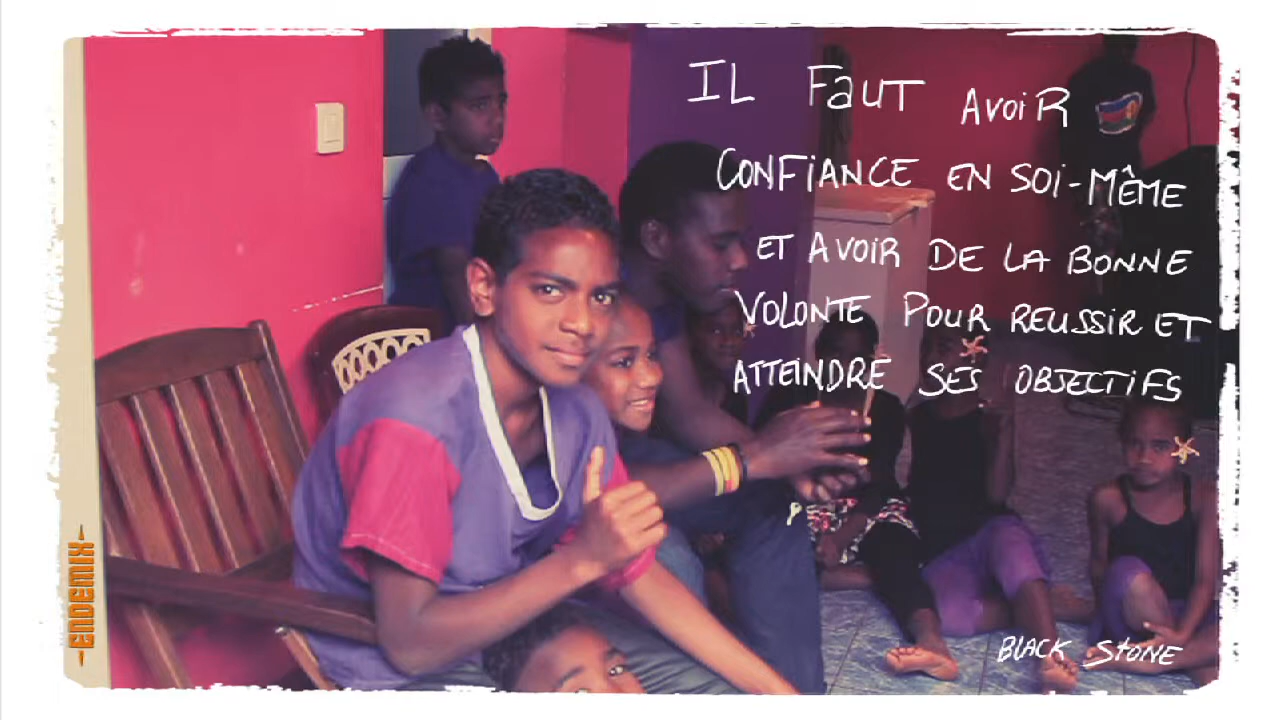 IL FaUT AvoiR
CONFiANCE EN SOi-MÊME
ET AVOiR DE LA BONNE
VOLONTE POUR REUSSiR ET
ATTEiNDRE SES OBJECTiFS
BLACK StONE
ENDEMIX